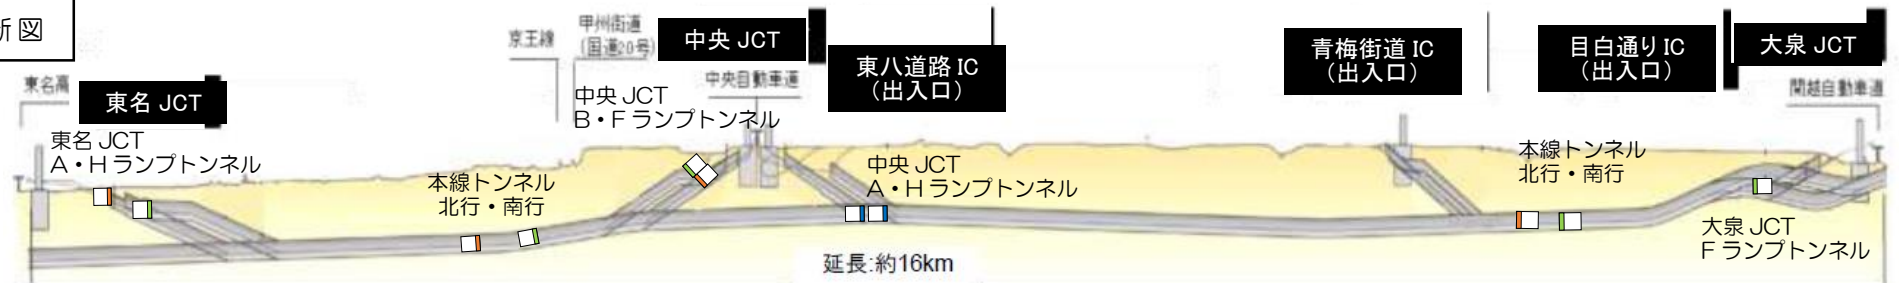 断図
東名高
東名 JCT
東名 JCT
A・H ランプトンネル
本線トンネル
北行・南行
京王線
甲州街道
(国道20号)
中央 JCT
中央自動車道
中央 JCT
B・F ランプトンネル
東八道路 IC
（出入口）
中央 JCT
A・H ランプトンネル
延長:約16km
青梅街道 IC
（出入口）
本線トンネル
北行・南行
目白通り IC
（出入口）
大泉 JCT
関越自動車道
大泉 JCT
F ランプトンネル